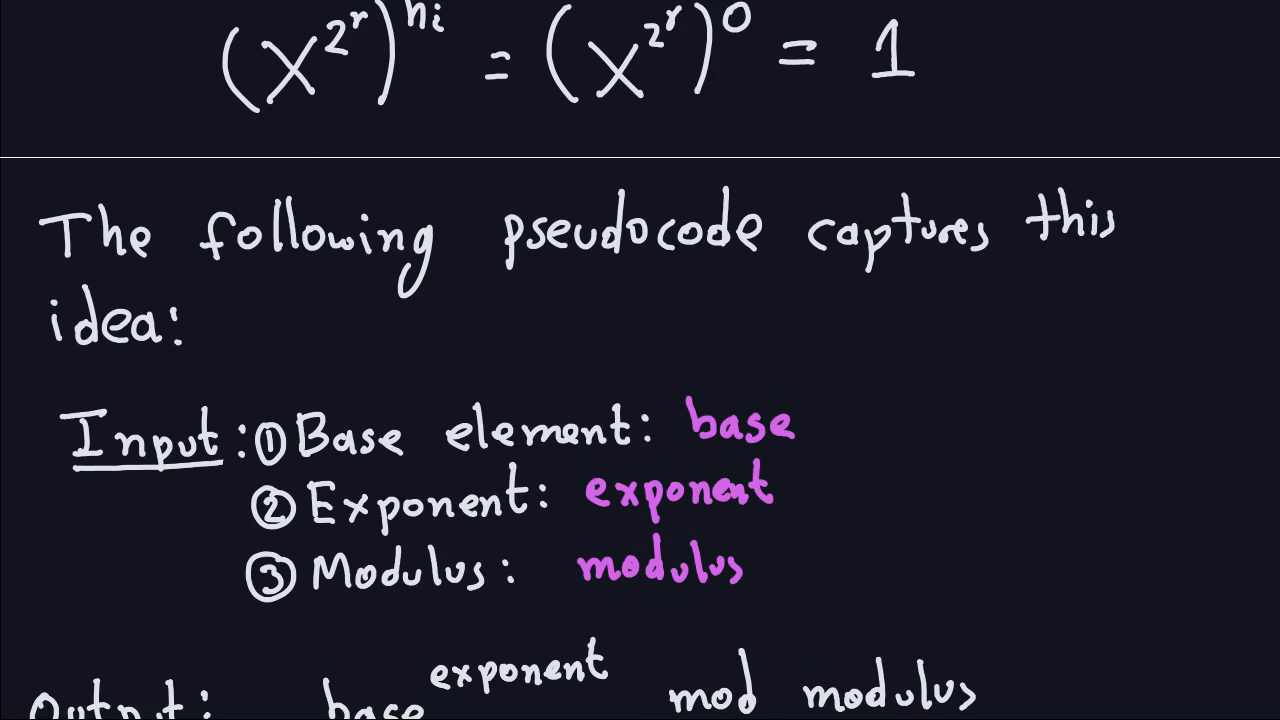 (x^{2^r})^{n_i} = (x^{2^r})^0 = 1
The following pseudocode captures this
idea:
Input: ① Base element: base
② Exponent: exponent
③ Modulus: modulus
Output: base^{exponent} mod modulus